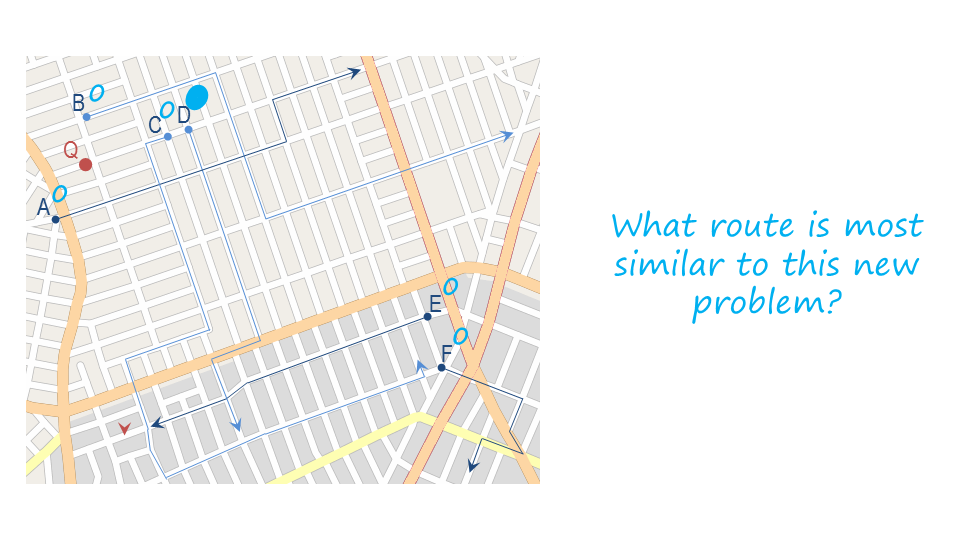 B
C
D
Q
A
E
F
What route is most
similar to this new
problem?